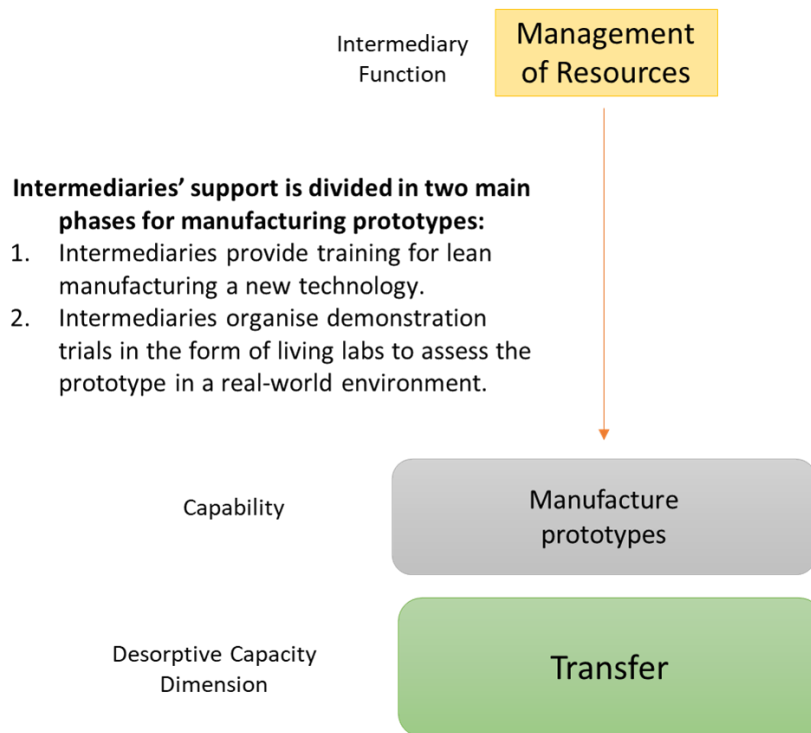 Intermediary
Function
Management
of Resources
Intermediaries' support is divided in two main
phases for manufacturing prototypes:
1. Intermediaries provide training for lean
manufacturing a new technology.
2. Intermediaries organise demonstration
trials in the form of living labs to assess the
prototype in a real-world environment.
Capability
Manufacture
prototypes
Desorptive Capacity
Dimension
Transfer